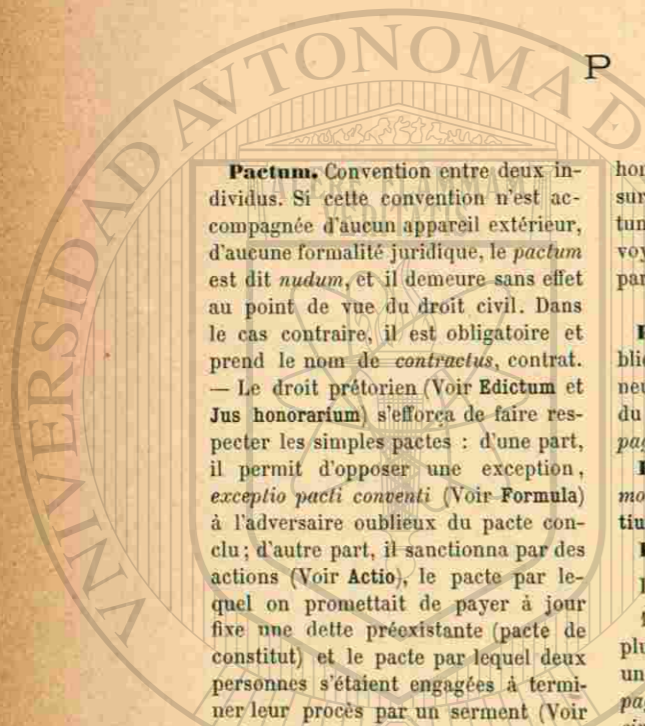 P
Pactum. Convention entre deux in-
dividus. Si cette convention n'est ac-
compagnée d'aucun appareil extérieur,
d'aucune formalité juridique, le pactum
est dit nudum, et il demeure sans effet
au point de vue du droit civil. Dans
le cas contraire, il est obligatoire et
prend le nom de contractus, contrat.
— Le droit prétorien (Voir Edictum et
Jus honorarium) s'efforça de faire res-
pecter les simples pactes : d'une part,
il permit d'opposer une exception,
exceptio pacti conventi (Voir Formula)
à l'adversaire oublieux du pacte con-
clu; d'autre part, il sanctionna par des
actions (Voir Actio), le pacte par le-
quel on promettait de payer à jour
fixe une dette préexistante (pacte de
constitut) et le pacte par lequel deux
personnes s'étaient engagées à termi-
ner leur procès par un serment (Voir